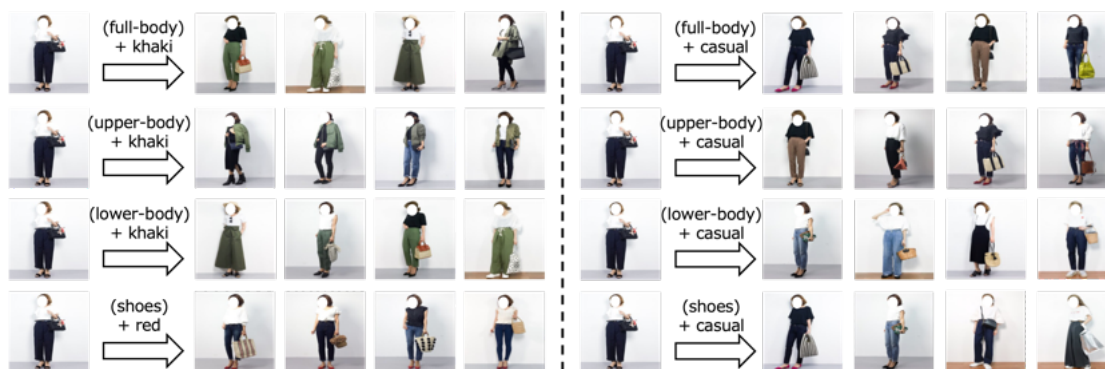 (full-body)
+ khaki
(upper-body)
+ khaki
(lower-body)
+ khaki
(shoes)
+ red
(full-body)
+ casual
(upper-body)
+ casual
(lower-body)
+ casual
(shoes)
+ casual